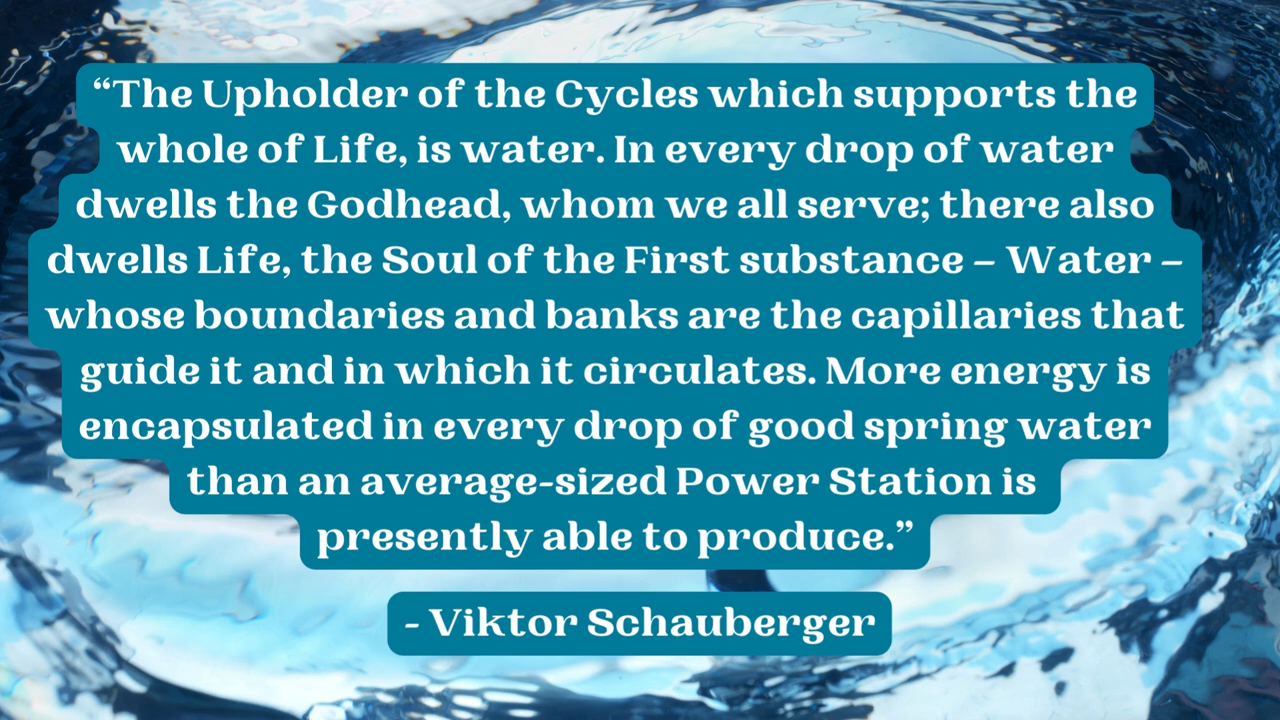 “The Upholder of the Cycles which supports the
whole of Life, is water. In every drop of water
dwells the Godhead, whom we all serve; there also
dwells Life, the Soul of the First substance – Water –
whose boundaries and banks are the capillaries that
guide it and in which it circulates. More energy is
encapsulated in every drop of good spring water
than an average-sized Power Station is
presently able to produce.”
- Viktor Schauberger